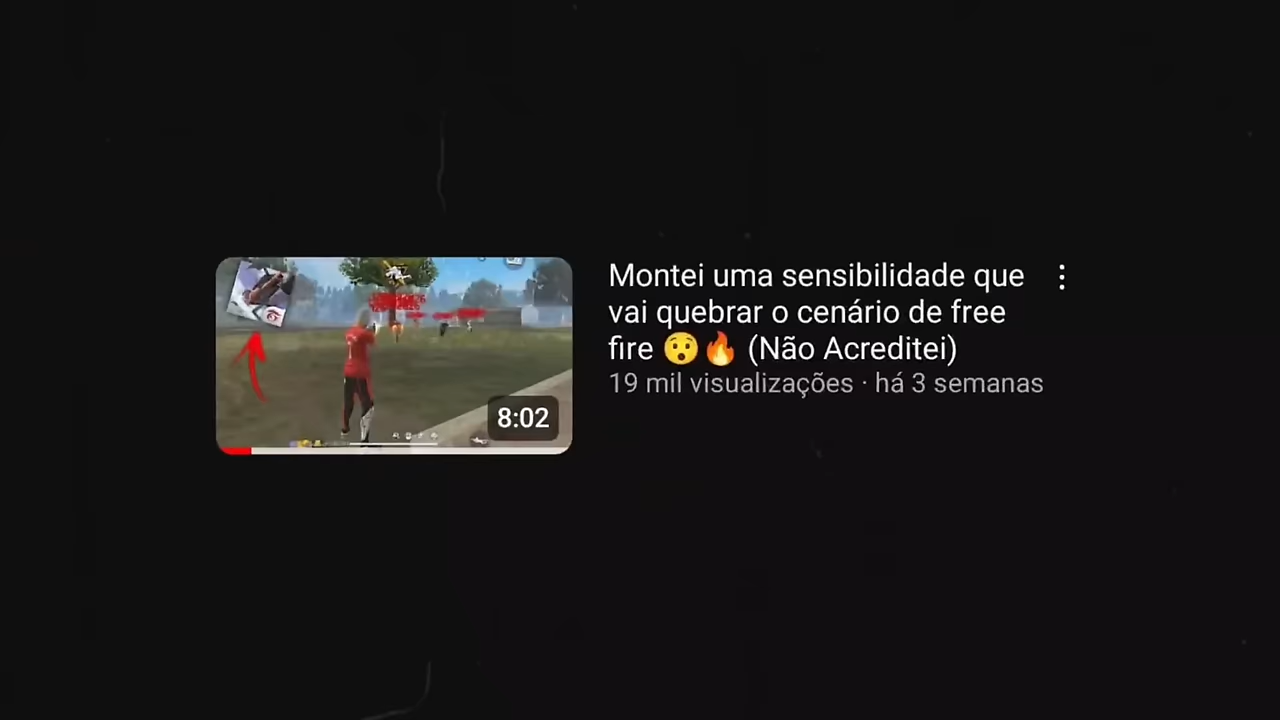 Montei uma sensibilidade que
vai quebrar o cenário de free
fire 😯🔥 (Não Acreditei)
19 mil visualizações · há 3 semanas
8:02